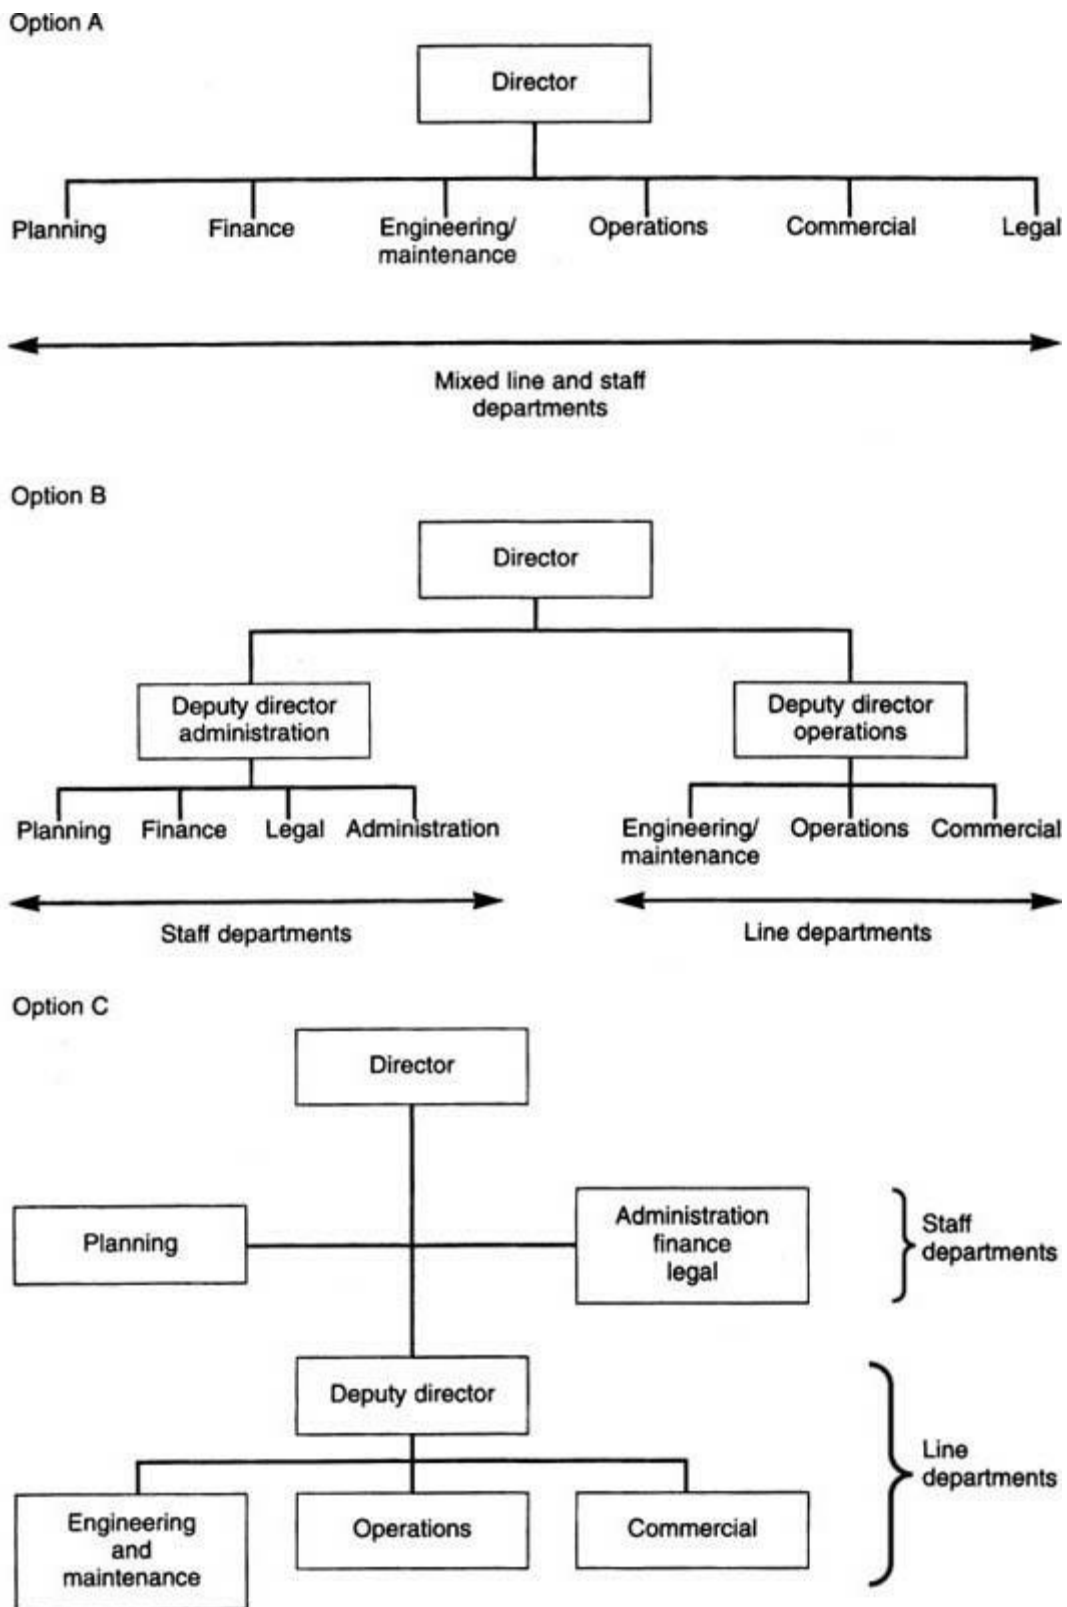 Option A
Director
Planning
Finance
Engineering/
maintenance
Operations
Commercial
Legal
Mixed line and staff
departments
Option B
Director
Deputy director
administration
Deputy director
operations
Planning
Finance
Legal
Administration
Engineering/
maintenance
Operations
Commercial
Staff departments
Line departments
Option C
Director
Planning
Administration
finance
legal
Staff
departments
Deputy director
Line
departments
Engineering
and
maintenance
Operations
Commercial